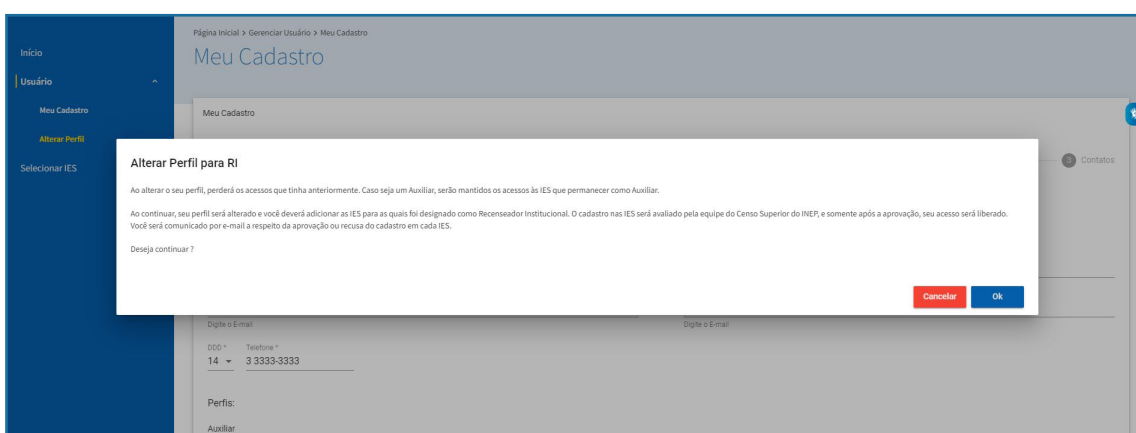 Página Inicial > Gerenciar Usuário > Meu Cadastro
Meu Cadastro
Início
Usuário
Meu Cadastro
Alterar Perfil
Selecionar IES
Meu Cadastro
3 Contatos
Alterar Perfil para RI
Ao alterar o seu perfil, perderá os acessos que tinha anteriormente. Caso seja um Auxiliar, serão mantidos os acessos às IES que permanecer como Auxiliar.
Ao continuar, seu perfil será alterado e você deverá adicionar as IES para as quais foi designado como Recenseador Institucional. O cadastro nas IES será avaliado pela equipe do Censo Superior do INEP, e somente após a aprovação, seu acesso será liberado.
Você será comunicado por e-mail a respeito da aprovação ou recusa do cadastro em cada IES.
Deseja continuar ?
Cancelar Ok
Digite o E-mail Digite o E-mail
DDD * Telefone *
14 3 3333-3333
Perfis:
Auxiliar